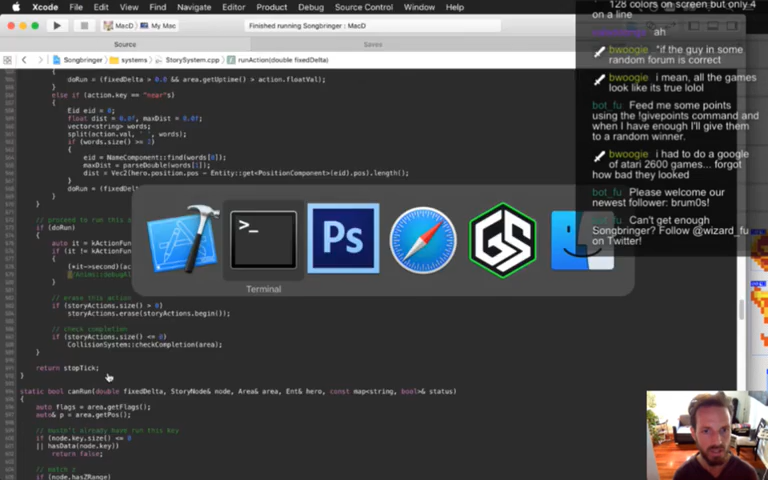 Xcode File Edit View Find Navigate Editor Product Debug Source Control Window Help
MacD My Mac
Finished running Songbringer : MacD
Source
Saves
Songbringer systems StorySystem.cpp runAction(double fixedDelta)
doRun = (fixedDelta > 0.0 && area.getUptime() > action.floatVal);
}
else if (action.key == "near"s)
{
Eid eid = 0;
float dist = 0.0f, maxDist = 0.0f;
vector<string> words;
split(action.val, ' ', words);
if (words.size() >= 2)
{
eid = NameComponent::find(words[0]);
maxDist = parseDouble(words[1]);
dist = Vec2(hero.position.pos - Entity::get<PositionComponent>(eid).pos).length();
}
doRun = (fixedDelta
}
// proceed to run this a
if (doRun)
{
auto it = kActionFun
if (it != kActionFun
{
(*it->second)(ac
}
// erase this action
if (storyActions.size() > 0)
storyActions.erase(storyActions.begin());
// check completion
if (storyActions.size() <= 0)
CollisionSystem::checkCompletion(area);
}
return stopTick;
}
static bool canRun(double fixedDelta, StoryNode& node, Area& area, Ent& hero, const map<string, bool>& status)
{
auto flags = area.getFlags();
auto& p = area.getPos();
// mustn't already have run this key
if (node.key.size() <= 0
|| hasData(node.key))
return false;
// match z
if (node.hasZRange)
>_
Ps
GS
Terminal
128 colors on screen but only 4
on a line
ah
bwoogie *if the guy in some
random forum is correct
bwoogie i mean, all the games
look like its true lolol
bot_fu Feed me some points
using the !givepoints command and
when I have enough I'll give them
to a random winner.
bwoogie i had to do a google
of atari 2600 games... forgot
how bad they looked
bot_fu Please welcome our
newest follower: brum0s!
Can't get enough
Songbringer? Follow @wizard_fu
on Twitter!